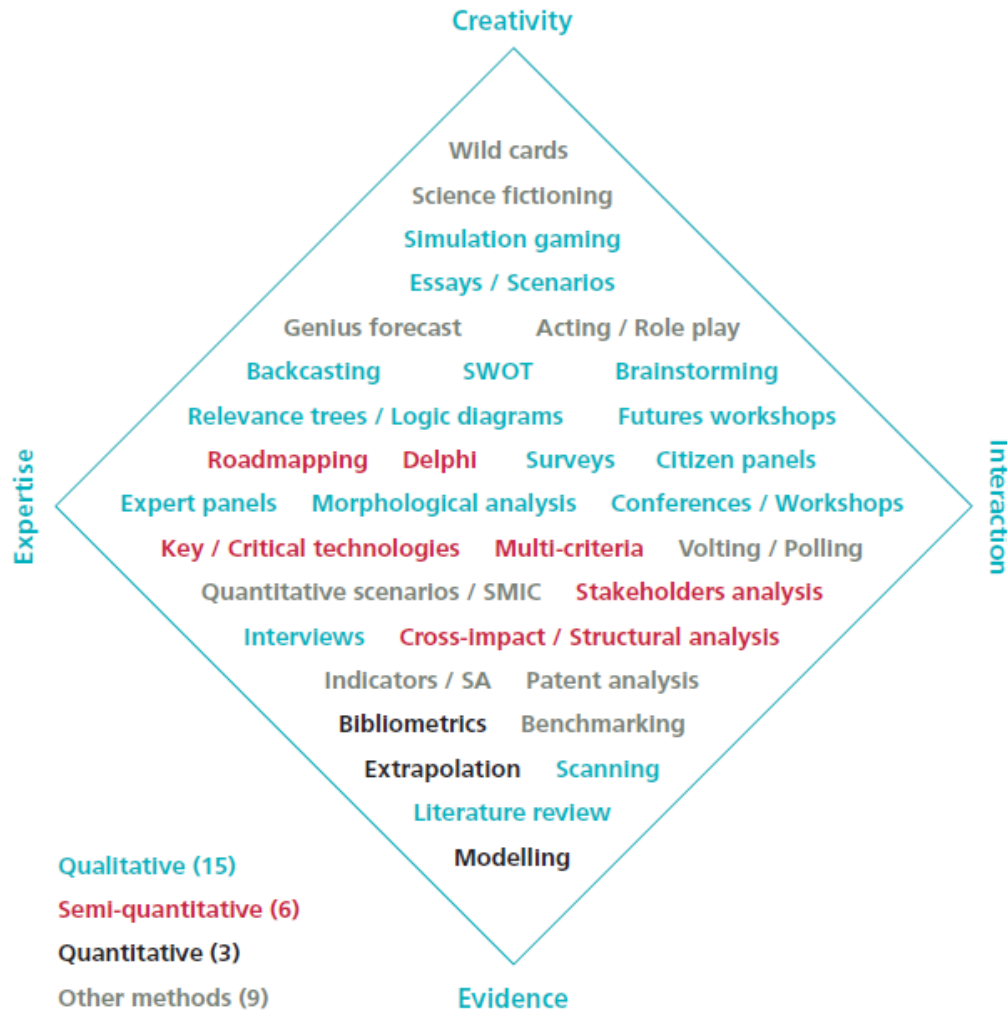 Creativity
Wild cards
Science fictioning
Simulation gaming
Essays / Scenarios
Genius forecast Acting / Role play
Backcasting SWOT Brainstorming
Relevance trees / Logic diagrams Futures workshops
Roadmapping Delphi Surveys Citizen panels
Expert panels Morphological analysis Conferences / Workshops
Key / Critical technologies Multi-criteria Volting / Polling
Quantitative scenarios / SMIC Stakeholders analysis
Interviews Cross-impact / Structural analysis
Indicators / SA Patent analysis
Bibliometrics Benchmarking
Extrapolation Scanning
Literature review
Modelling
Expertise
Interaction
Evidence
Qualitative (15)
Semi-quantitative (6)
Quantitative (3)
Other methods (9)